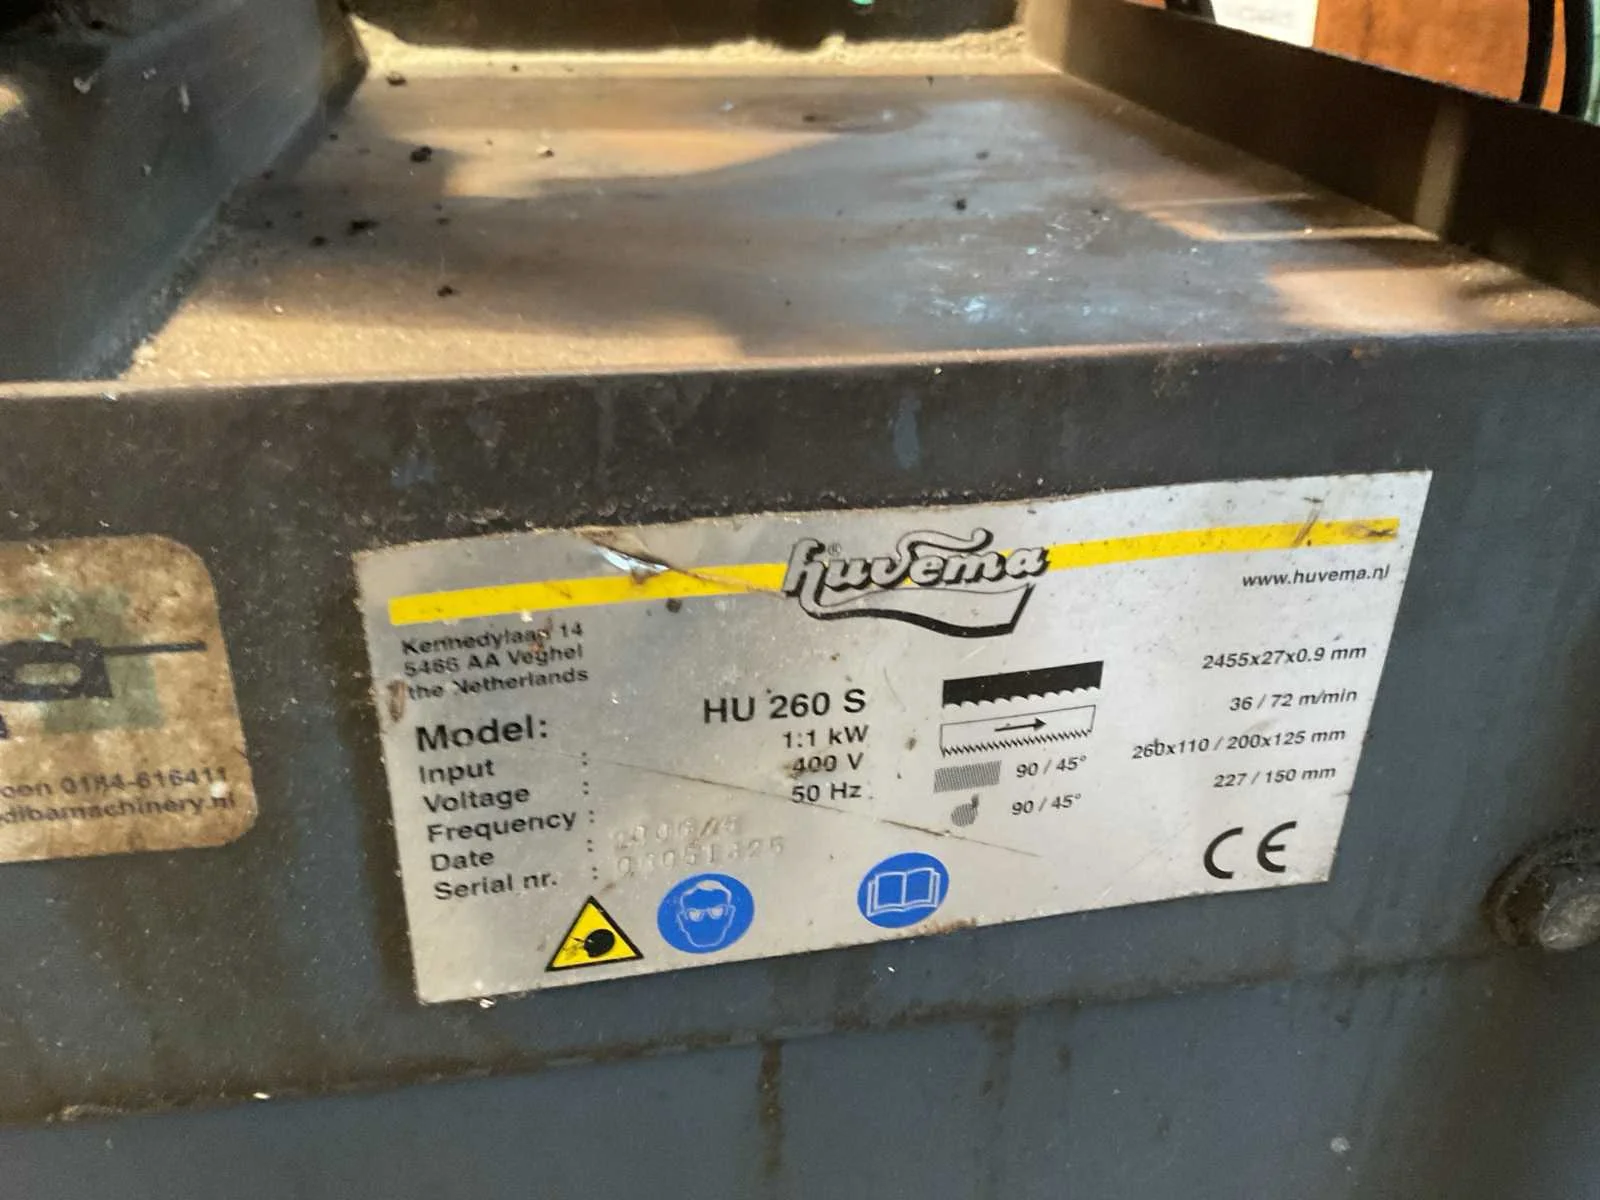 huvema®
www.huvema.nl
Kennedylaan 14
5466 AA Veghel
the Netherlands
2455x27x0.9 mm
Model: HU 260 S
36 / 72 m/min
Input : 1:1 kW
260x110 / 200x125 mm
Voltage : 400 V
90 / 45°
227 / 150 mm
Frequency : 50 Hz
90 / 45°
Date :
Serial nr. :
CE
0184-616411
machinery.nl